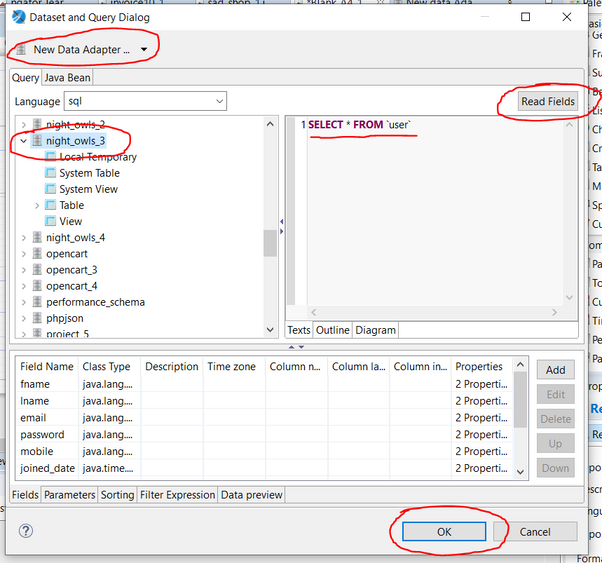 Dataset and Query Dialog
New Data Adapter ...
Query Java Bean
Language sql Read Fields
night_owls_2
night_owls_3
Local Temporary
System Table
System View
Table
View
night_owls_4
opencart
opencart_3
opencart_4
performance_schema
phpjson
project_5
1 SELECT * FROM `user`
Texts Outline Diagram
Field Name Class Type Description Time zone Column n... Column la... Column in... Properties
fname java.lang.... 2 Properti...
lname java.lang.... 2 Properti...
email java.lang.... 2 Properti...
password java.lang.... 2 Properti...
mobile java.lang.... 2 Properti...
joined_date java.time.... 2 Properti...
Add
Edit
Delete
Up
Down
Fields Parameters Sorting Filter Expression Data preview
? OK Cancel